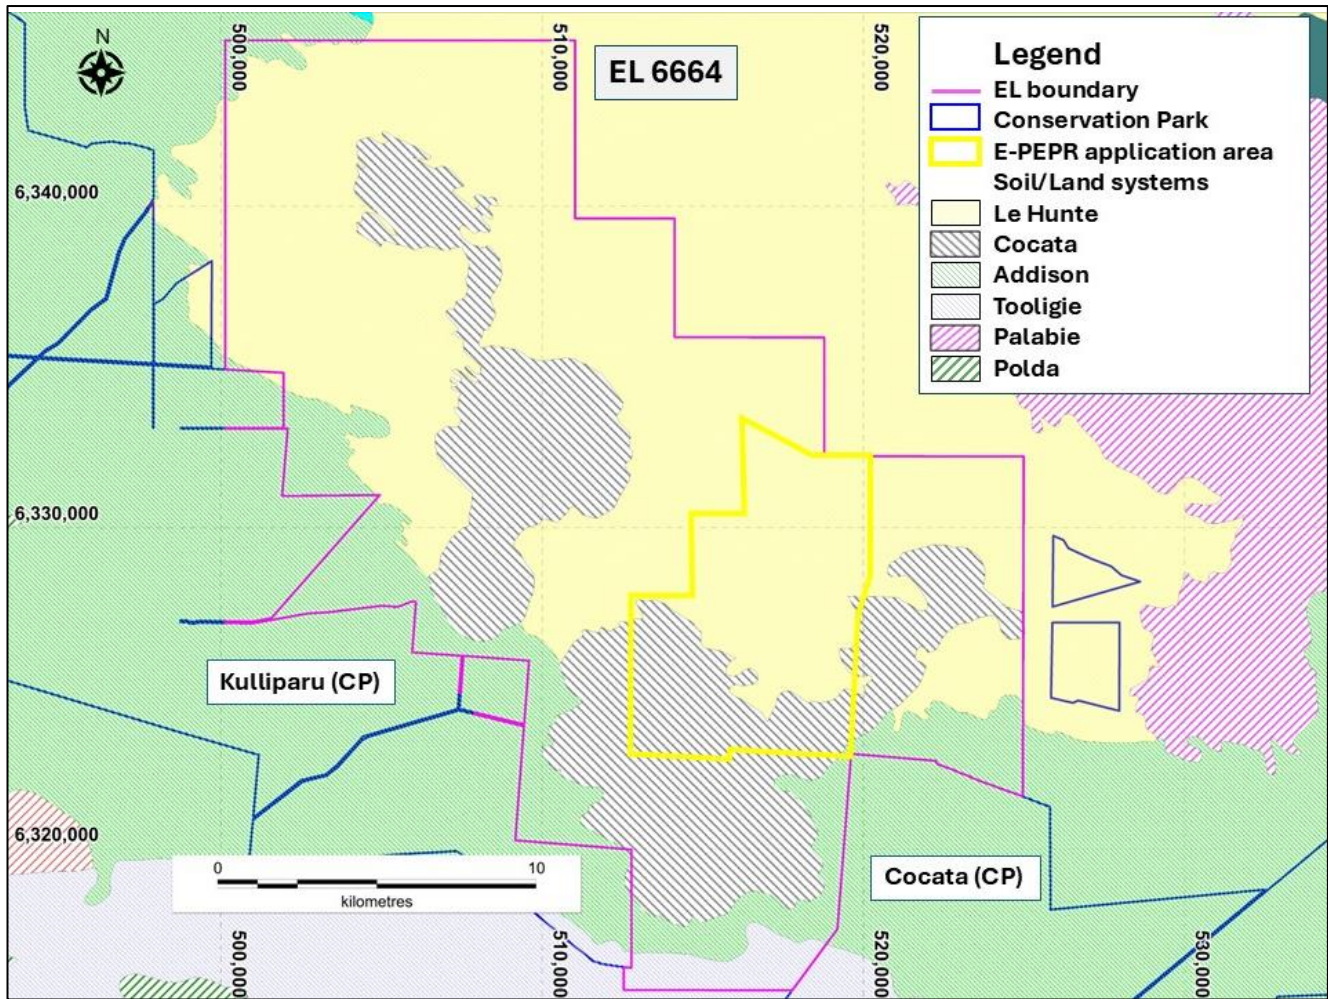 N
500,000
510,000
EL 6664
520,000
Legend
EL boundary
Conservation Park
E-PEPR application area
Soil/Land systems
Le Hunte
Cocata
Addison
Tooligie
Palabie
Polda
6,340,000
6,330,000
Kulliparu (CP)
6,320,000
Cocata (CP)
0 10
kilometres
500,000
510,000
520,000
530,000